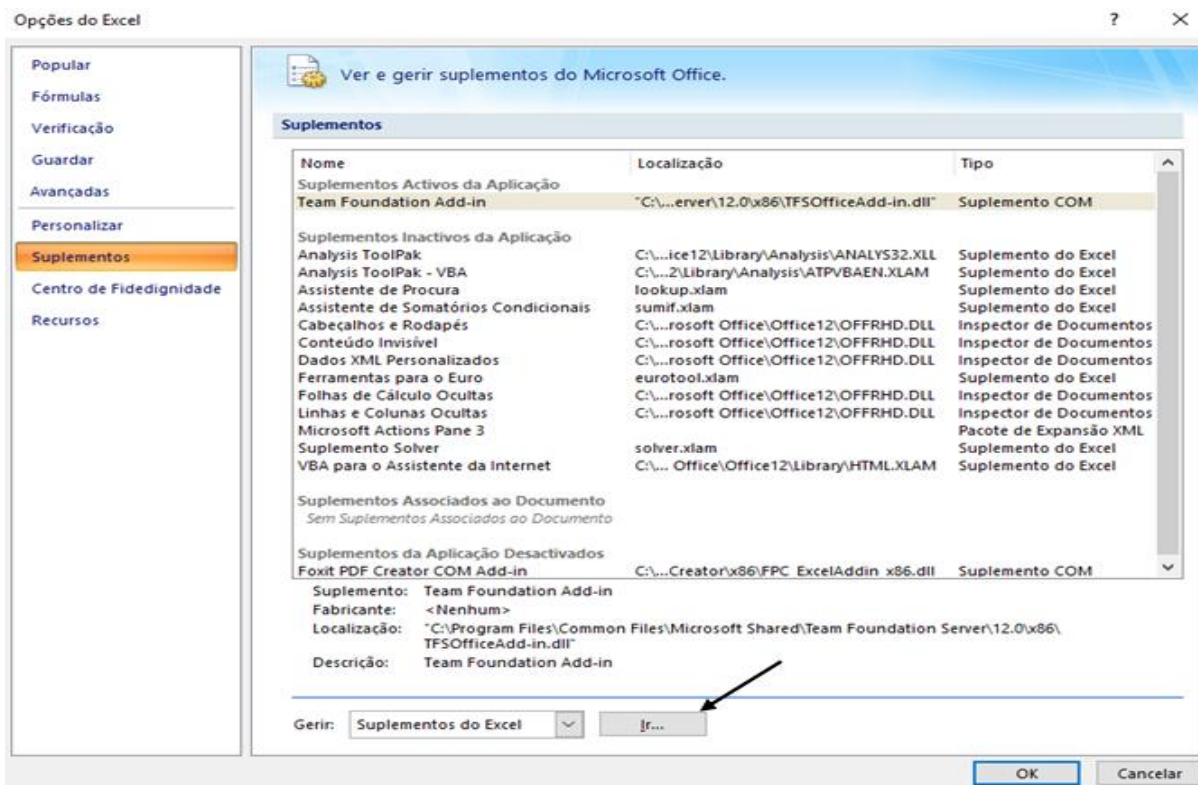 Opções do Excel ? ✕
Popular
Fórmulas
Verificação
Guardar
Avançadas
Personalizar
Suplementos
Centro de Fidedignidade
Recursos
Ver e gerir suplementos do Microsoft Office.
Suplementos
Nome Localização Tipo
Suplementos Activos da Aplicação
Team Foundation Add-in "C:\...erver\12.0\x86\TFSOfficeAdd-in.dll" Suplemento COM
Suplementos Inactivos da Aplicação
Analysis ToolPak C:\...ice12\Library\Analysis\ANALYS32.XLL Suplemento do Excel
Analysis ToolPak - VBA C:\...2\Library\Analysis\ATPVBAEN.XLAM Suplemento do Excel
Assistente de Procura lookup.xlam Suplemento do Excel
Assistente de Somatórios Condicionais sumif.xlam Suplemento do Excel
Cabeçalhos e Rodapés C:\...rosoft Office\Office12\OFFRHD.DLL Inspector de Documentos
Conteúdo Invisível C:\...rosoft Office\Office12\OFFRHD.DLL Inspector de Documentos
Dados XML Personalizados C:\...rosoft Office\Office12\OFFRHD.DLL Inspector de Documentos
Ferramentas para o Euro eurotool.xlam Suplemento do Excel
Folhas de Cálculo Ocultas C:\...rosoft Office\Office12\OFFRHD.DLL Inspector de Documentos
Linhas e Colunas Ocultas C:\...rosoft Office\Office12\OFFRHD.DLL Inspector de Documentos
Microsoft Actions Pane 3 Pacote de Expansão XML
Suplemento Solver solver.xlam Suplemento do Excel
VBA para o Assistente da Internet C:\... Office\Office12\Library\HTML.XLAM Suplemento do Excel
Suplementos Associados ao Documento
Sem Suplementos Associados ao Documento
Suplementos da Aplicação Desactivados
Foxit PDF Creator COM Add-in C:\...Creator\x86\FPC_ExcelAddin_x86.dll Suplemento COM
Suplemento: Team Foundation Add-in
Fabricante: <Nenhum>
Localização: "C:\Program Files\Common Files\Microsoft Shared\Team Foundation Server\12.0\x86\
TFSOfficeAdd-in.dll"
Descrição: Team Foundation Add-in
Gerir: Suplementos do Excel Ir...
OK Cancelar